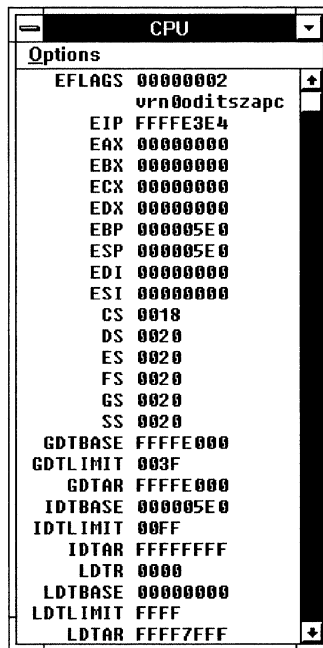 CPU
Options
EFLAGS 00000002
vrn0oditszapc
EIP FFFFE3E4
EAX 00000000
EBX 00000000
ECX 00000000
EDX 00000000
EBP 000005E0
ESP 000005E0
EDI 00000000
ESI 00000000
CS 0018
DS 0020
ES 0020
FS 0020
GS 0020
SS 0020
GDTBASE FFFFE000
GDTLIMIT 003F
GDTAR FFFFE000
IDTBASE 000005E0
IDTLIMIT 00FF
IDTAR FFFFFFFF
LDTR 0000
LDTBASE 00000000
LDTLIMIT FFFF
LDTAR FFFF7FFF